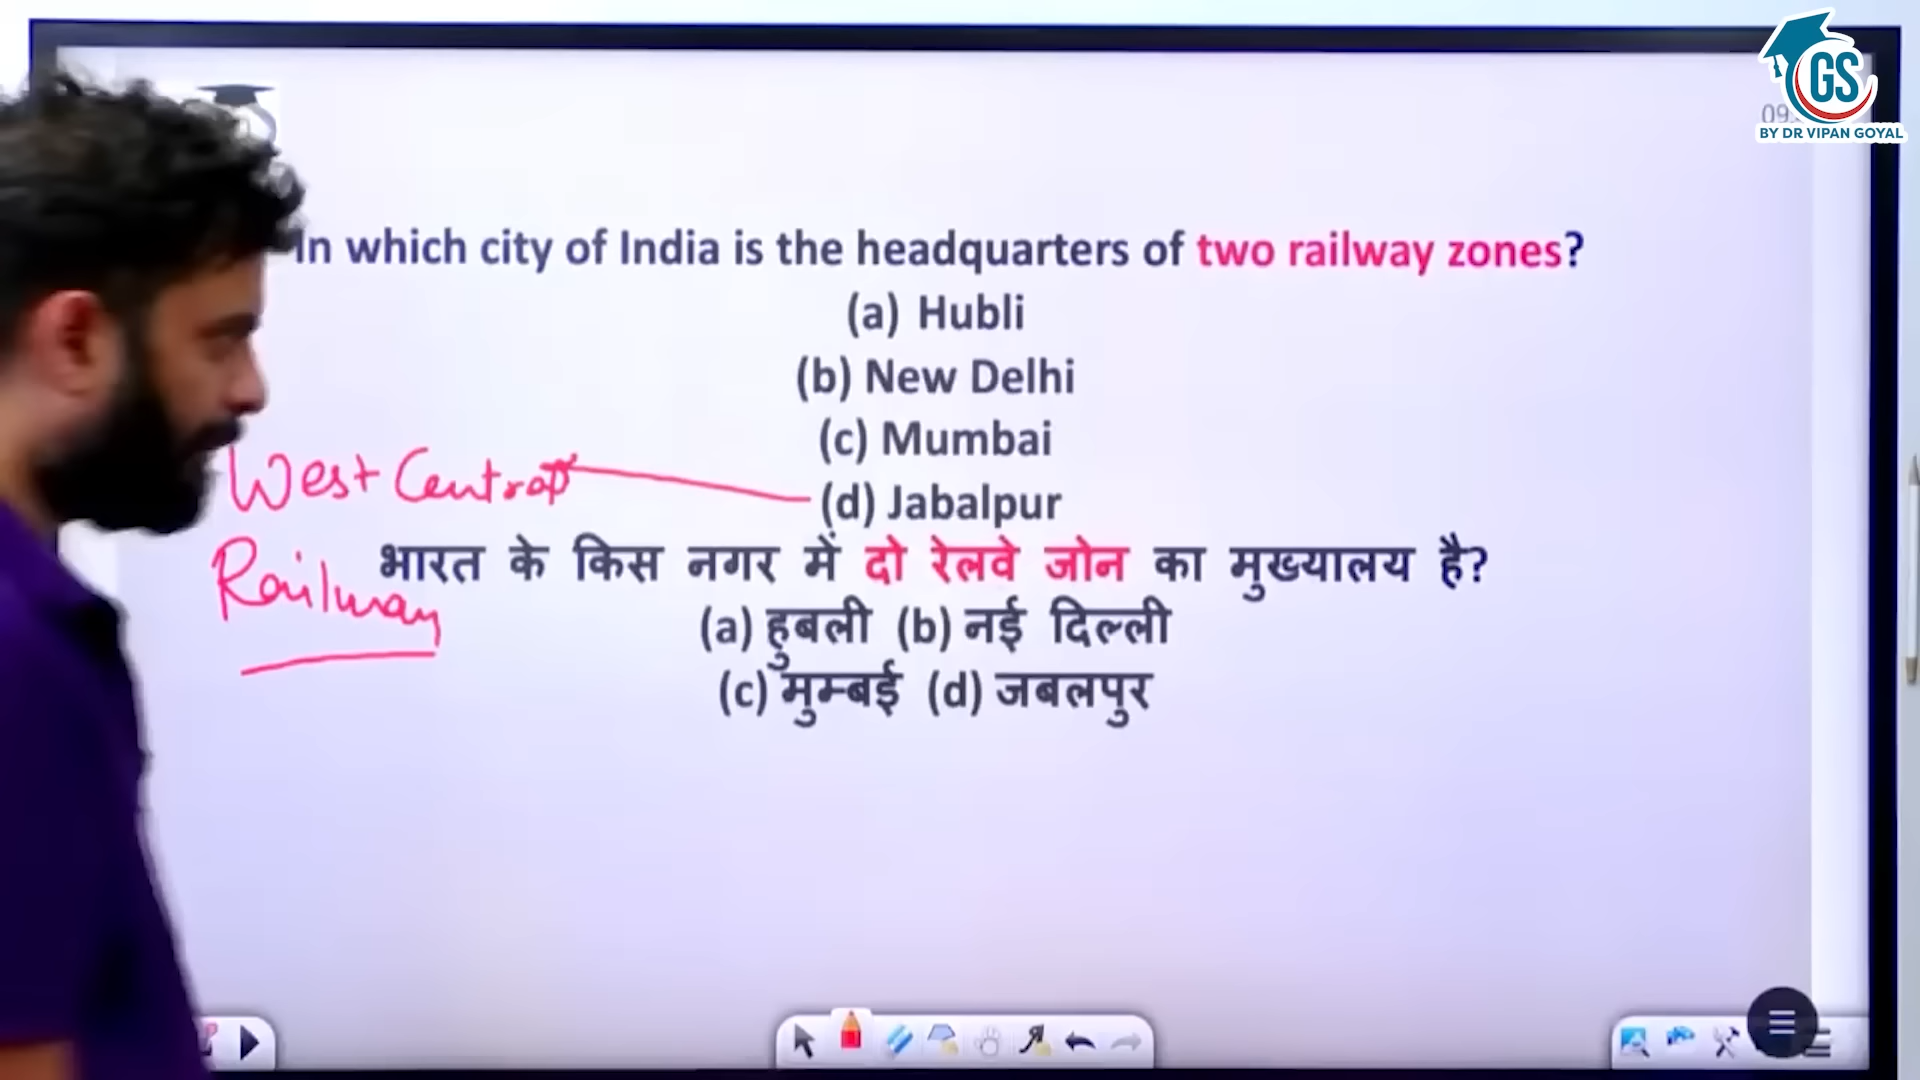 GS
BY DR VIPAN GOYAL
09
In which city of India is the headquarters of two railway zones?
(a) Hubli
(b) New Delhi
(c) Mumbai
(d) Jabalpur
West Central
Railway
भारत के किस नगर में दो रेलवे जोन का मुख्यालय है?
(a) हुबली (b) नई दिल्ली
(c) मुम्बई (d) जबलपुर